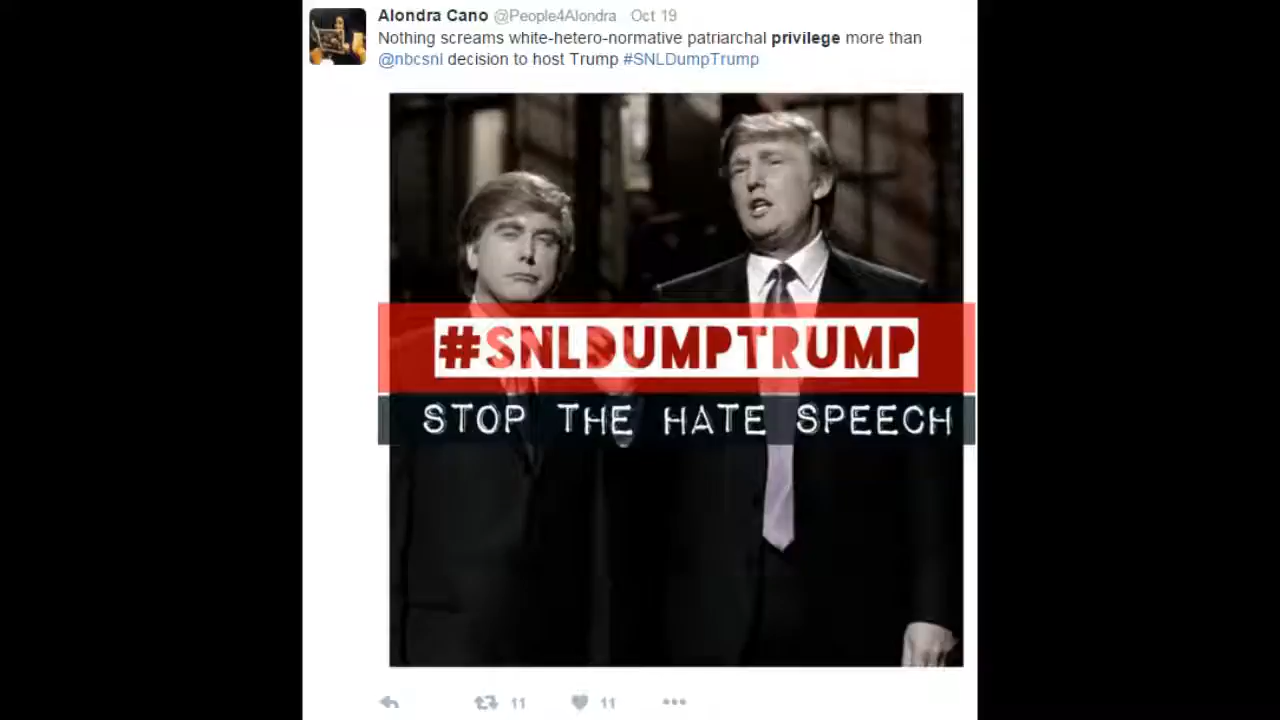 Alondra Cano @People4Alondra Oct 19
Nothing screams white-hetero-normative patriarchal privilege more than
@nbcsnl decision to host Trump #SNLDumpTrump
#SNLDUMPTRUMP
STOP THE HATE SPEECH
11 11